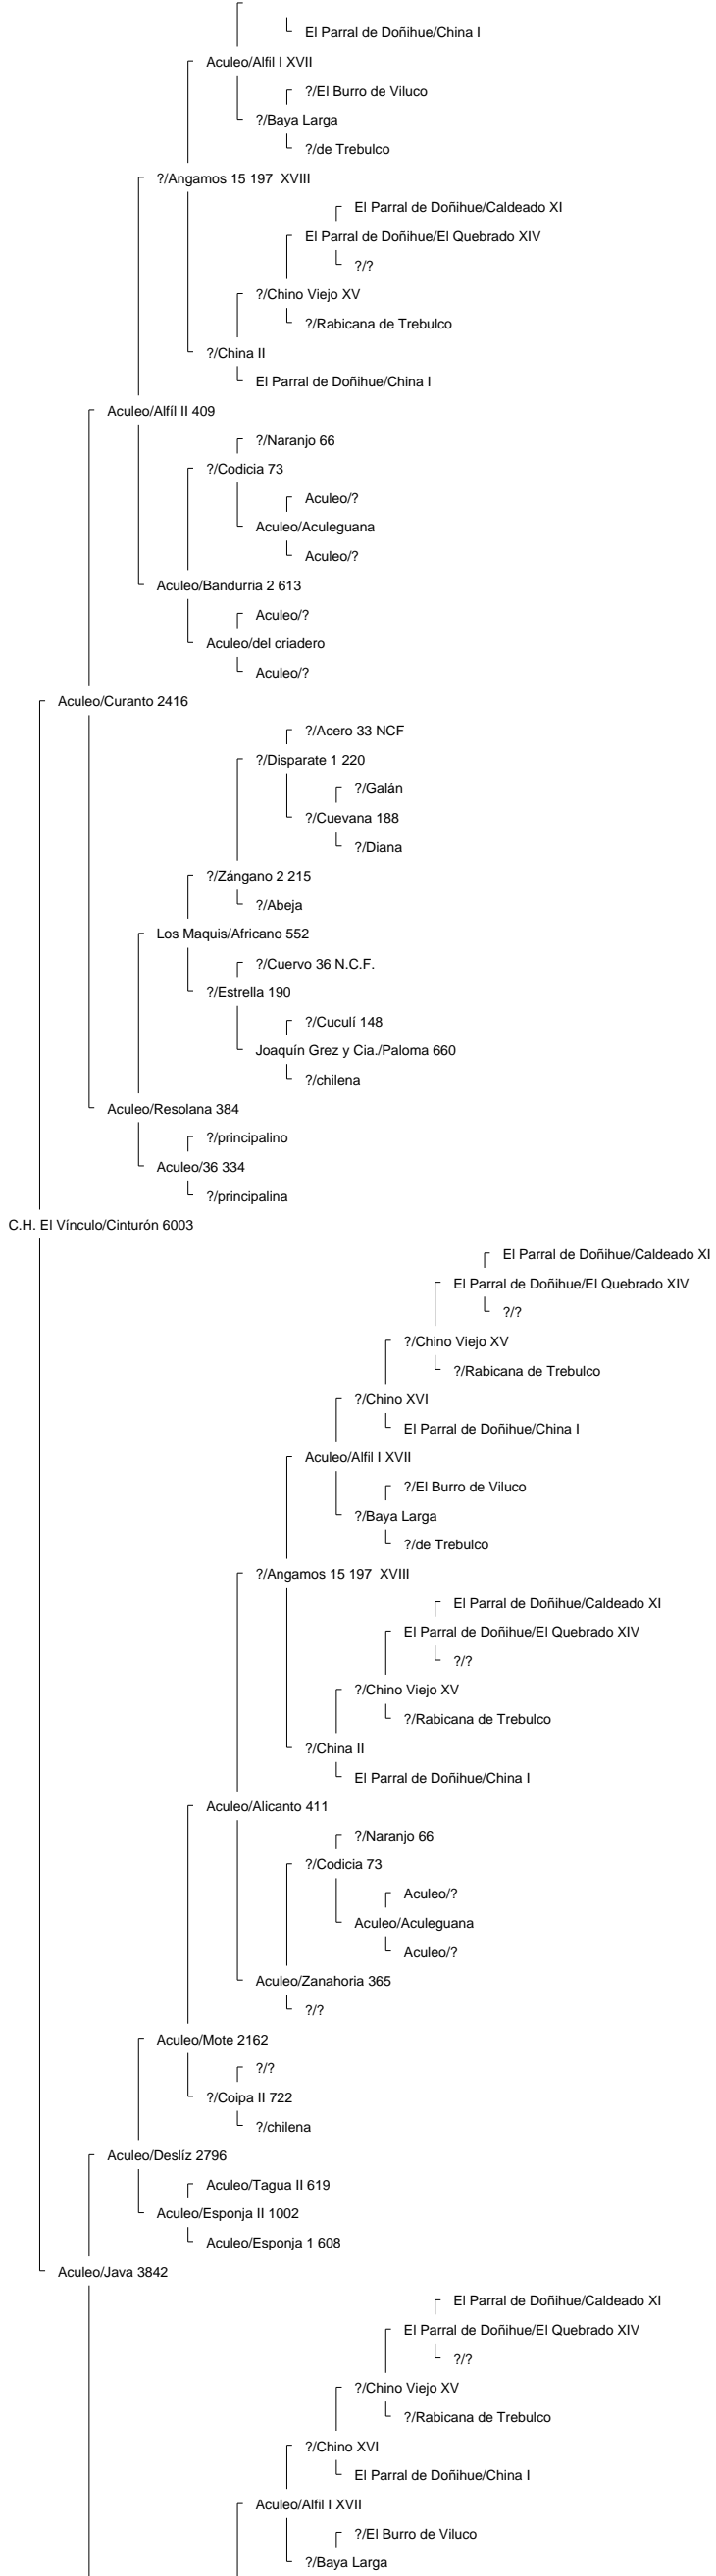 El Parral de Doñihue/China I
Aculeo/Alfil I XVII
?/El Burro de Viluco
?/Baya Larga
?/de Trebulco
?/Angamos 15 197  XVIII
El Parral de Doñihue/Caldeado XI
El Parral de Doñihue/El Quebrado XIV
?/?
?/Chino Viejo XV
?/Rabicana de Trebulco
?/China II
El Parral de Doñihue/China I
Aculeo/Alfíl II 409
?/Naranjo 66
?/Codicia 73
Aculeo/?
Aculeo/Aculeguana
Aculeo/?
Aculeo/Bandurria 2 613
Aculeo/?
Aculeo/del criadero
Aculeo/?
Aculeo/Curanto 2416
?/Acero 33 NCF
?/Disparate 1 220
?/Galán
?/Cuevana 188
?/Diana
?/Zángano 2 215
?/Abeja
Los Maquis/Africano 552
?/Cuervo 36 N.C.F.
?/Estrella 190
?/Cuculí 148
Joaquín Grez y Cia./Paloma 660
?/chilena
Aculeo/Resolana 384
?/principalino
Aculeo/36 334
?/principalina
C.H. El Vínculo/Cinturón 6003
El Parral de Doñihue/Caldeado XI
El Parral de Doñihue/El Quebrado XIV
?/?
?/Chino Viejo XV
?/Rabicana de Trebulco
?/Chino XVI
El Parral de Doñihue/China I
Aculeo/Alfil I XVII
?/El Burro de Viluco
?/Baya Larga
?/de Trebulco
?/Angamos 15 197  XVIII
El Parral de Doñihue/Caldeado XI
El Parral de Doñihue/El Quebrado XIV
?/?
?/Chino Viejo XV
?/Rabicana de Trebulco
?/China II
El Parral de Doñihue/China I
Aculeo/Alicanto 411
?/Naranjo 66
?/Codicia 73
Aculeo/?
Aculeo/Aculeguana
Aculeo/?
Aculeo/Zanahoria 365
?/?
Aculeo/Mote 2162
?/?
?/Coipa II 722
?/chilena
Aculeo/Deslíz 2796
Aculeo/Tagua II 619
Aculeo/Esponja II 1002
Aculeo/Esponja 1 608
Aculeo/Java 3842
El Parral de Doñihue/Caldeado XI
El Parral de Doñihue/El Quebrado XIV
?/?
?/Chino Viejo XV
?/Rabicana de Trebulco
?/Chino XVI
El Parral de Doñihue/China I
Aculeo/Alfil I XVII
?/El Burro de Viluco
?/Baya Larga